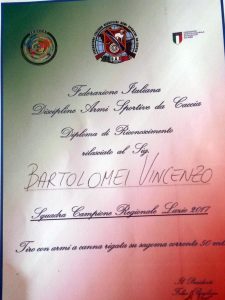 Federazione Italiana
Discipline Armi Sportive da Caccia
Diploma di Riconoscimento
rilasciato al Sig.
BARTOLOMEI VINCENZO
Squadra Campione Regionale Lazio 2017
Tiro con armi a canna rigata su sagoma corrente 50 mt
Il Presidente